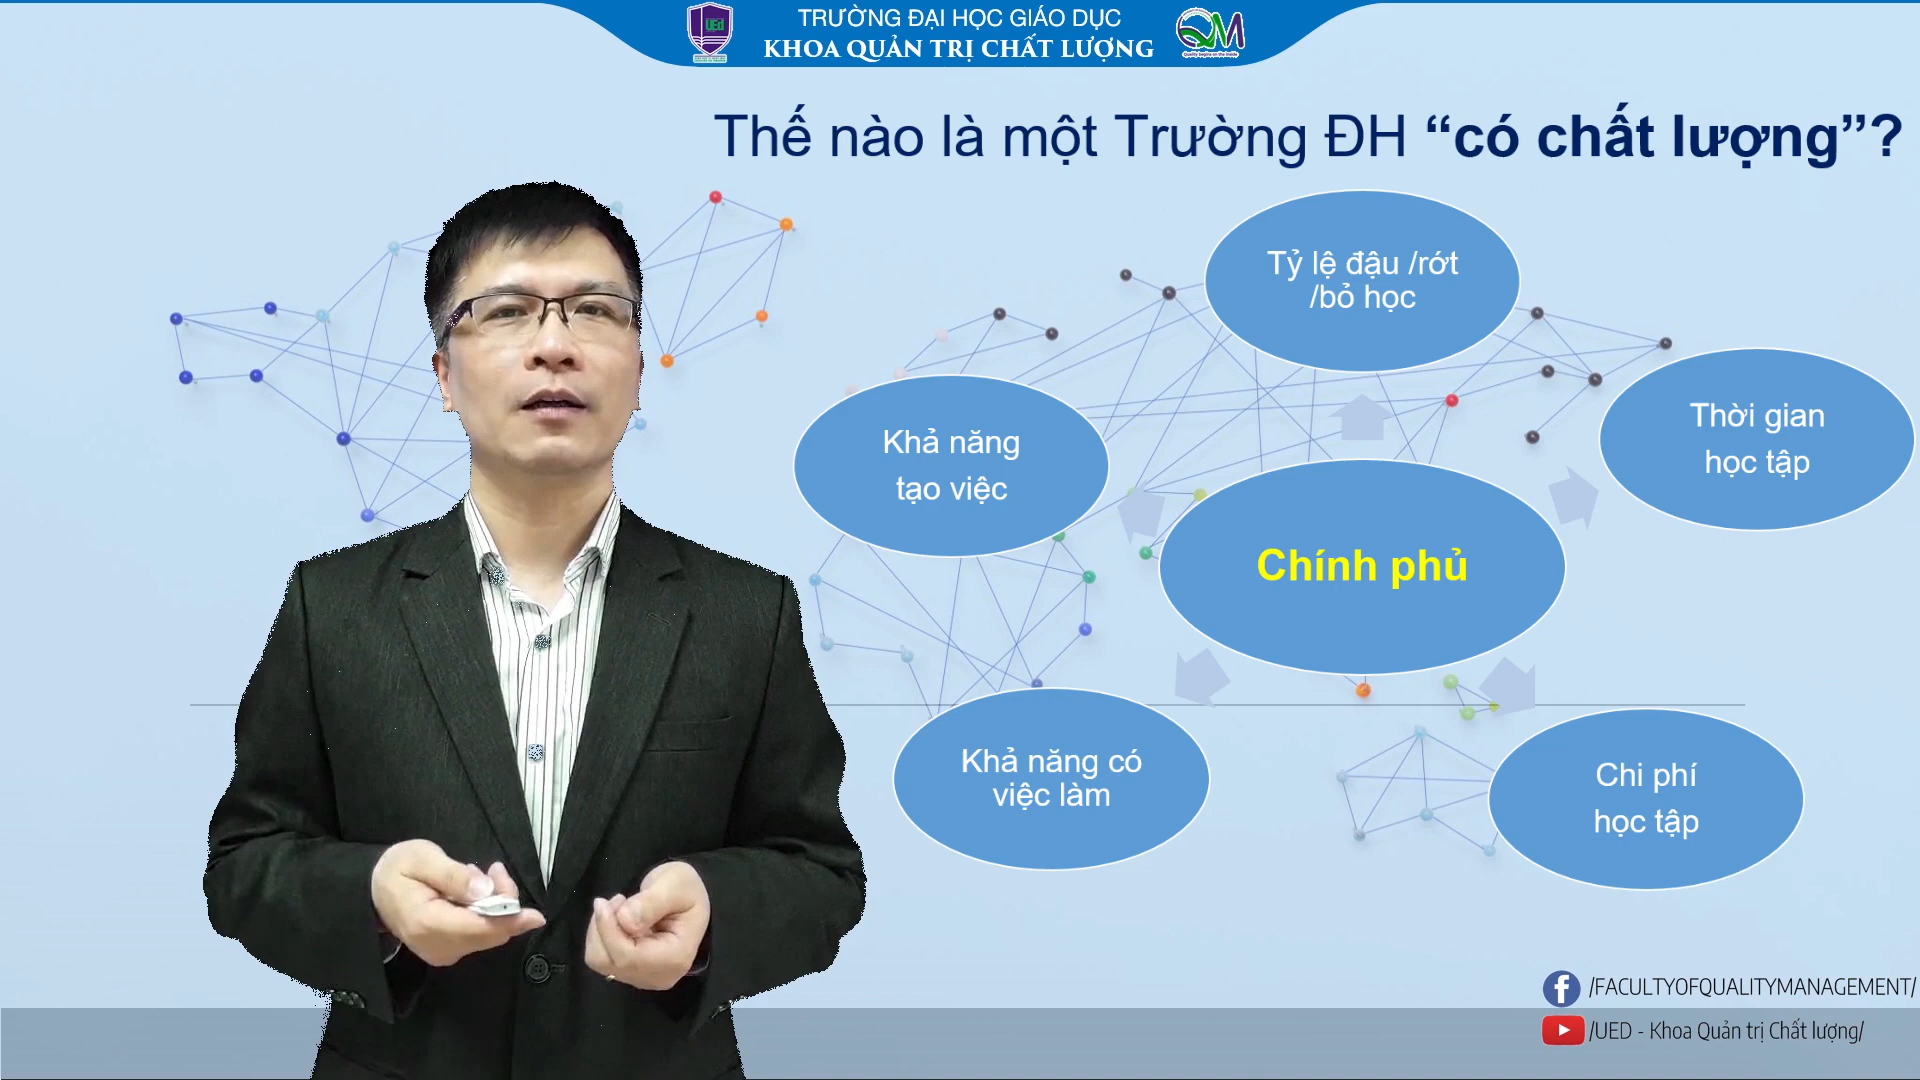 TRƯỜNG ĐẠI HỌC GIÁO DỤC
KHOA QUẢN TRỊ CHẤT LƯỢNG
UEd
QM
Thế nào là một Trường ĐH “có chất lượng”?
Tỷ lệ đậu /rớt
/bỏ học
Thời gian
học tập
Khả năng
tạo việc
Chính phủ
Khả năng có
việc làm
Chi phí
học tập
/FACULTYOFQUALITYMANAGEMENT/
/UED - Khoa Quản trị Chất lượng/